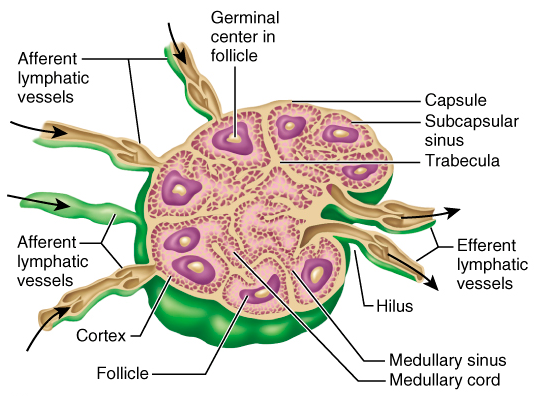 Germinal
center in
follicle
Afferent
lymphatic
vessels
Capsule
Subcapsular
sinus
Trabecula
Afferent
lymphatic
vessels
Efferent
lymphatic
vessels
Hilus
Cortex
Medullary sinus
Follicle
Medullary cord